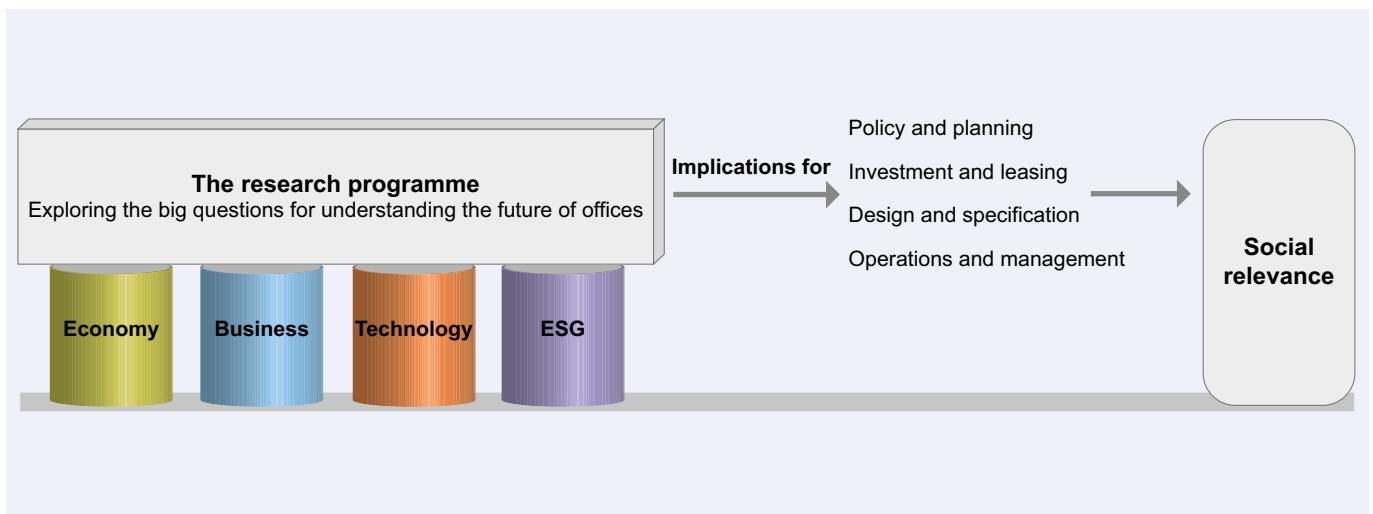 The research programme
Exploring the big questions for understanding the future of offices
Economy
Business
Technology
ESG
Implications for
Policy and planning
Investment and leasing
Design and specification
Operations and management
Social
relevance